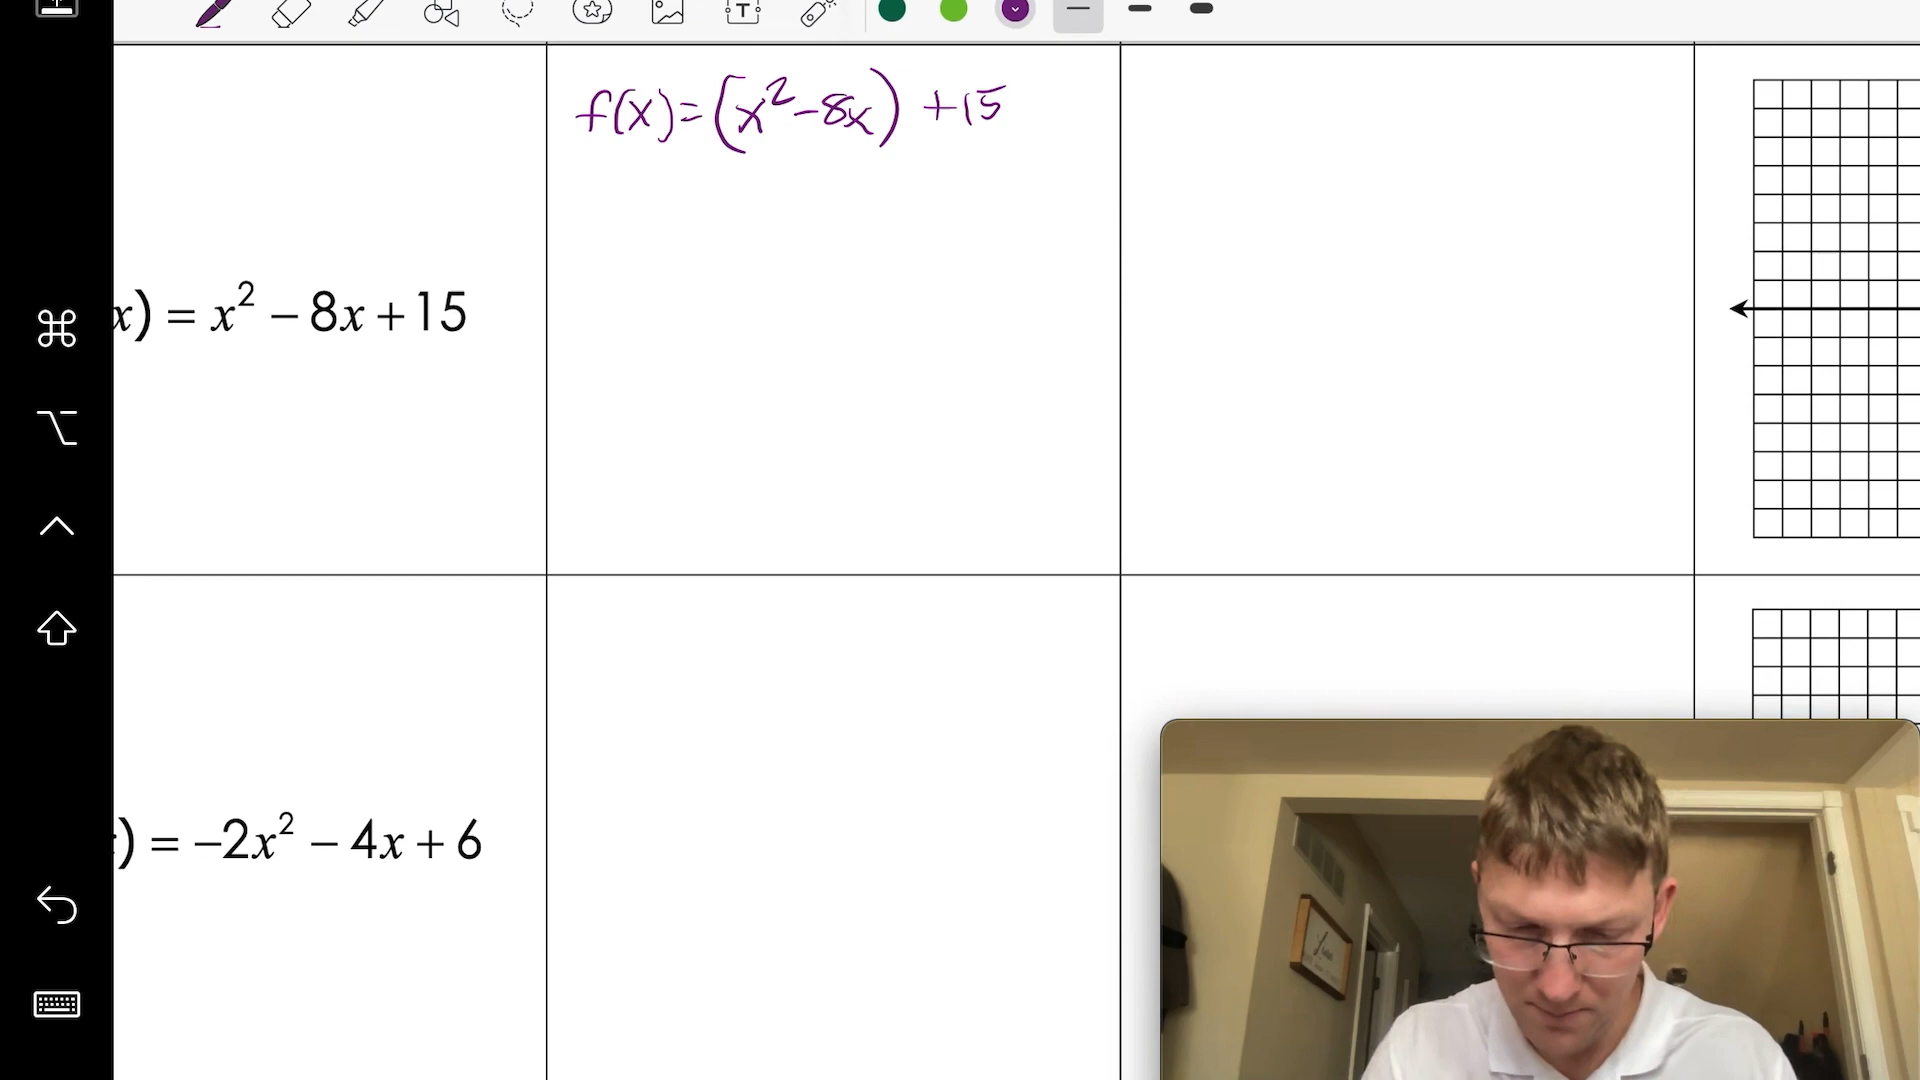 f(x)=(x²-8x) +15
x) = x² – 8x + 15
) = –2x² – 4x + 6